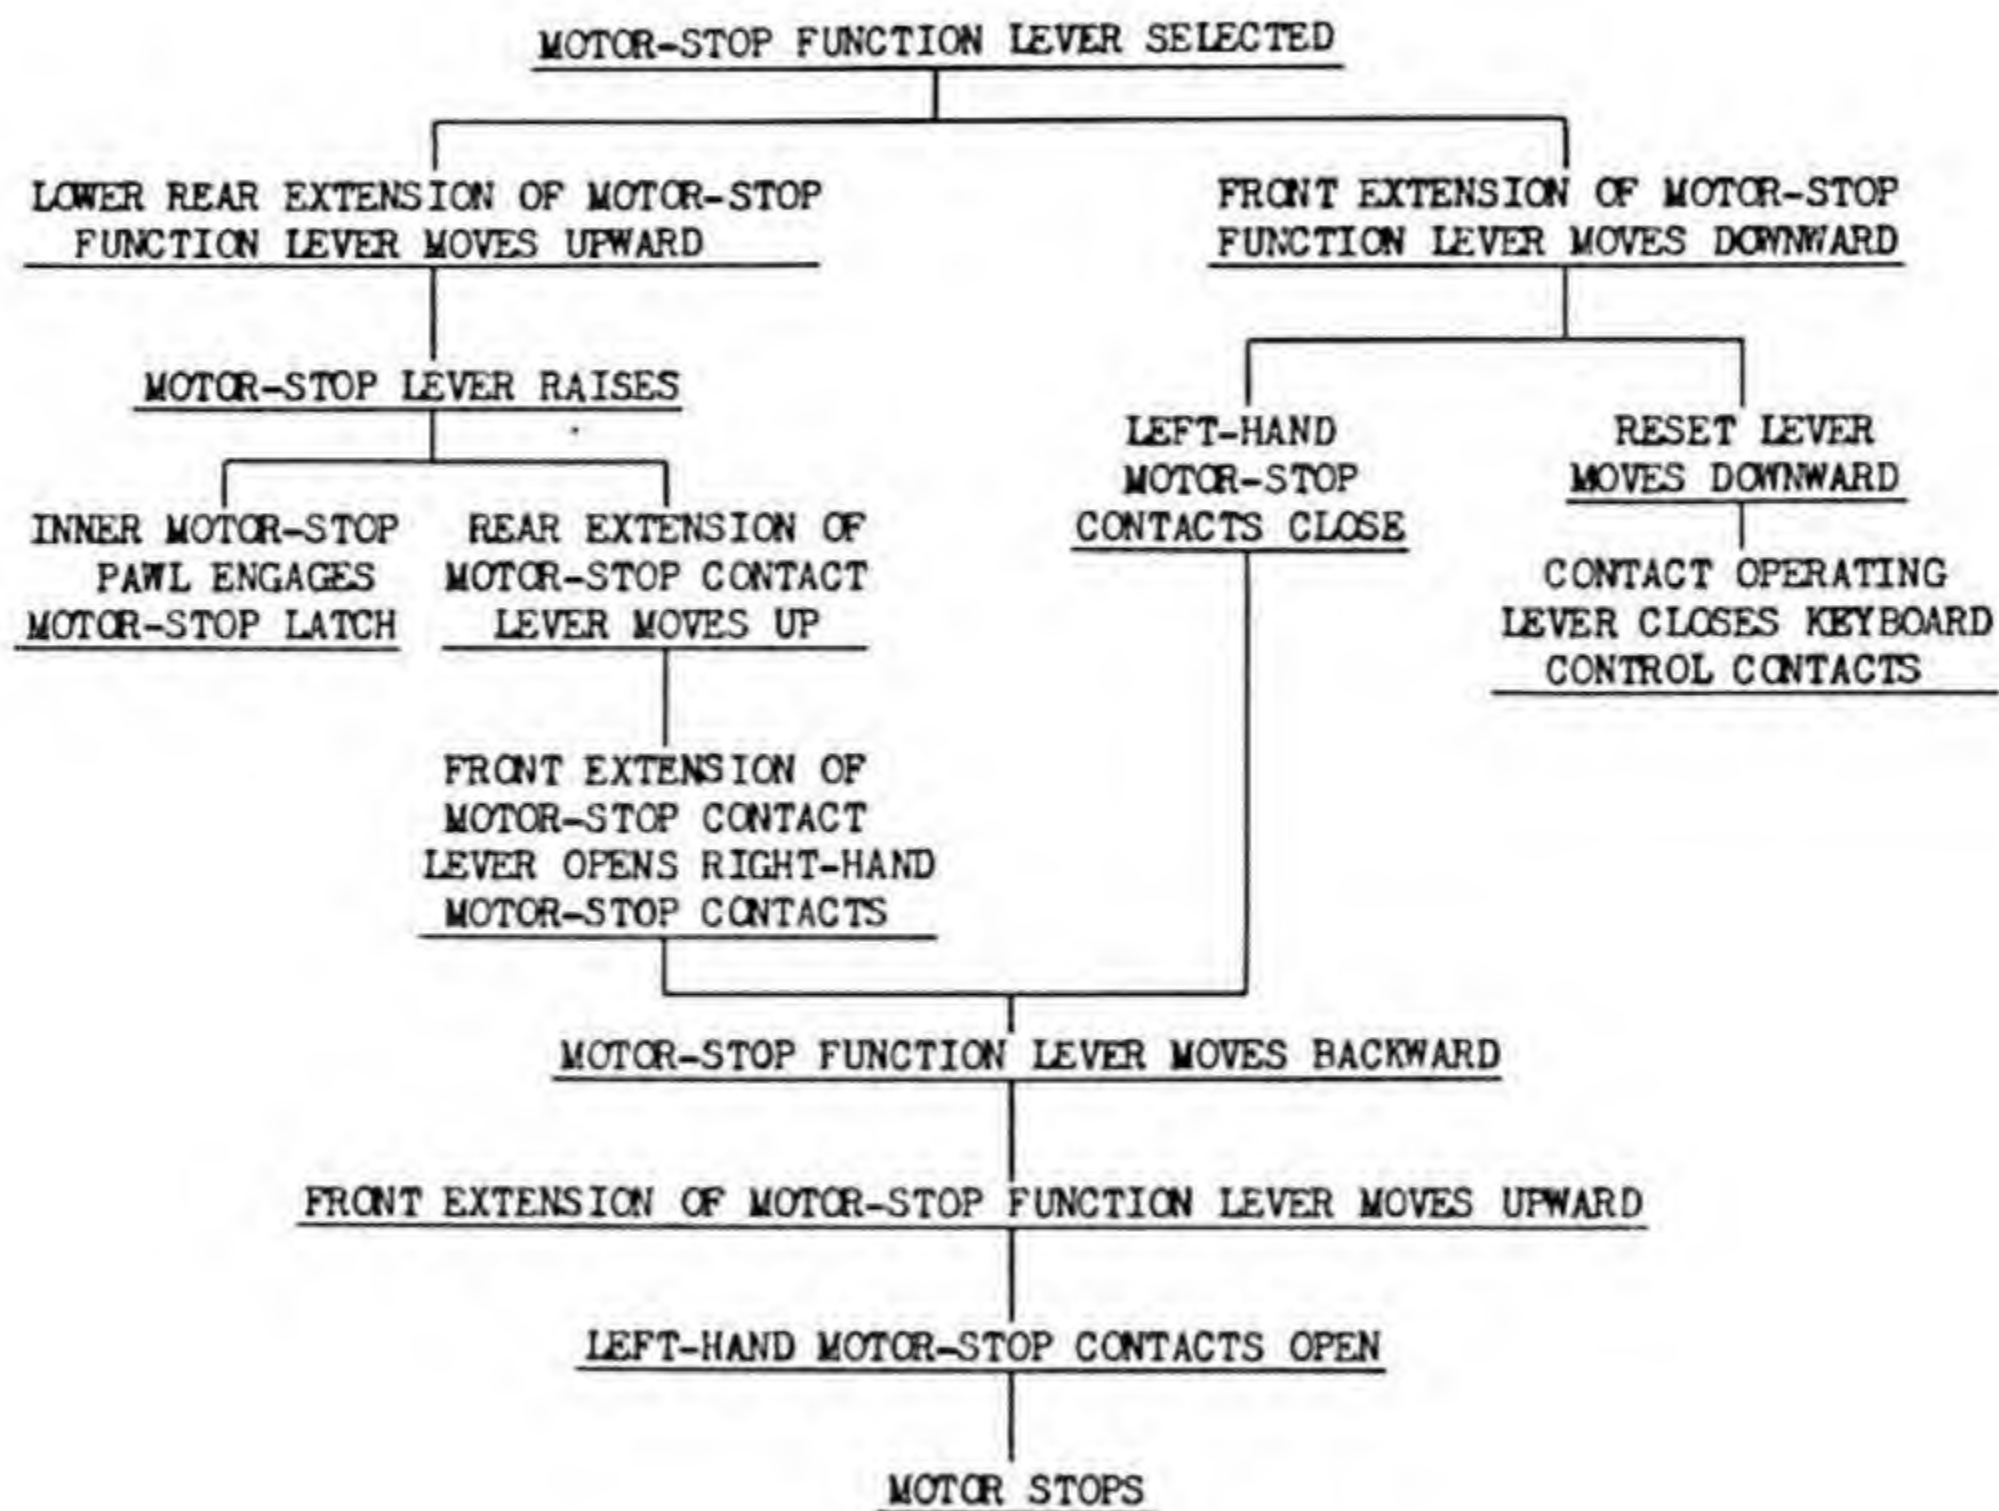 MOTOR-STOP FUNCTION LEVER SELECTED
LOWER REAR EXTENSION OF MOTOR-STOP
FUNCTION LEVER MOVES UPWARD
FRONT EXTENSION OF MOTOR-STOP
FUNCTION LEVER MOVES DOWNWARD
MOTOR-STOP LEVER RAISES
INNER MOTOR-STOP
PAWL ENGAGES
MOTOR-STOP LATCH
REAR EXTENSION OF
MOTOR-STOP CONTACT
LEVER MOVES UP
FRONT EXTENSION OF
MOTOR-STOP CONTACT
LEVER OPENS RIGHT-HAND
MOTOR-STOP CONTACTS
LEFT-HAND
MOTOR-STOP
CONTACTS CLOSE
RESET LEVER
MOVES DOWNWARD
CONTACT OPERATING
LEVER CLOSES KEYBOARD
CONTROL CONTACTS
MOTOR-STOP FUNCTION LEVER MOVES BACKWARD
FRONT EXTENSION OF MOTOR-STOP FUNCTION LEVER MOVES UPWARD
LEFT-HAND MOTOR-STOP CONTACTS OPEN
MOTOR STOPS